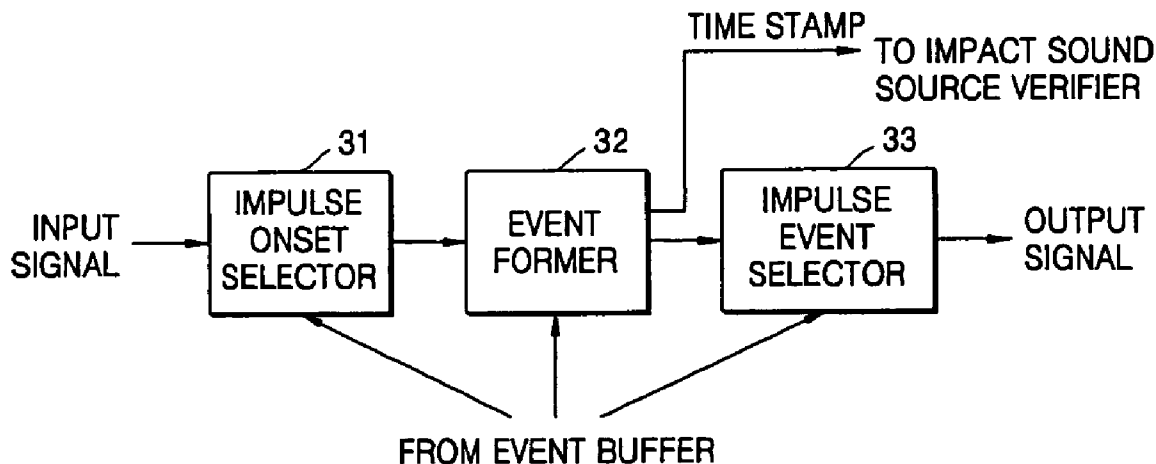 TIME STAMP
TO IMPACT SOUND
SOURCE VERIFIER
31
32
33
INPUT
SIGNAL
IMPULSE
ONSET
SELECTOR
EVENT
FORMER
IMPULSE
EVENT
SELECTOR
OUTPUT
SIGNAL
FROM EVENT BUFFER